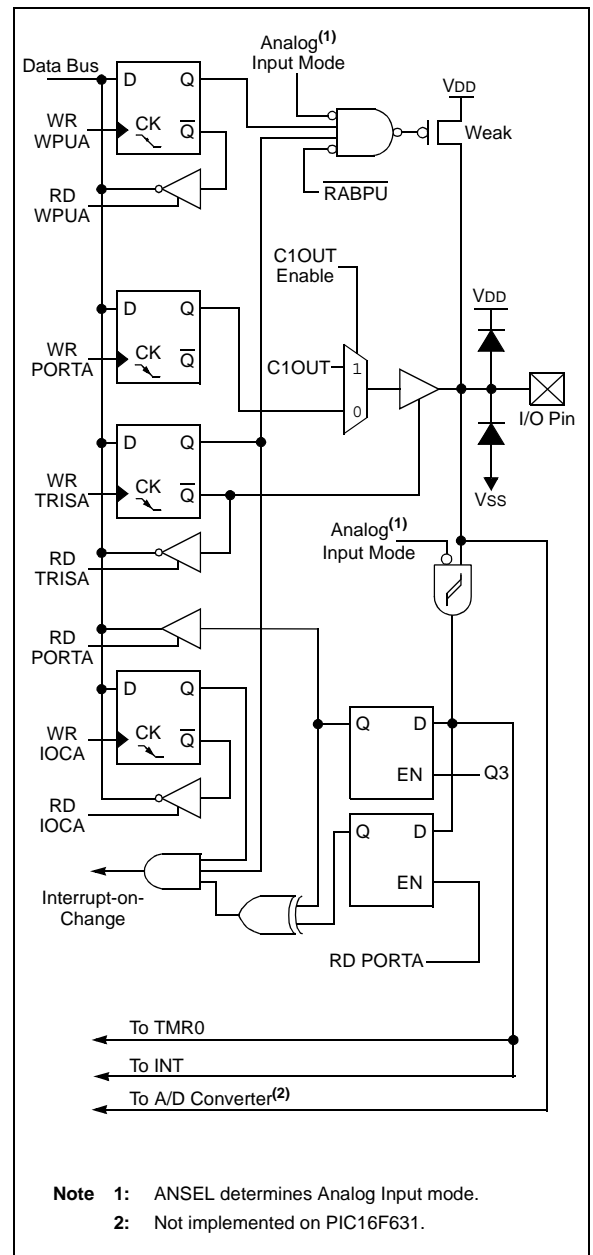 Analog(1)
Input Mode
Data Bus
D Q
VDD
WR
WPUA
CK
Q
Weak
RD
WPUA
RABPU
C1OUT
Enable
D Q
VDD
WR
PORTA
CK
Q
C1OUT
1
0
I/O Pin
D Q
WR
TRISA
CK
Q
VSS
Analog(1)
Input Mode
RD
TRISA
RD
PORTA
D Q
Q D
WR
IOCA
CK
Q
EN
Q3
RD
IOCA
Q D
EN
Interrupt-on-
Change
RD PORTA
To TMR0
To INT
To A/D Converter(2)
Note 1: ANSEL determines Analog Input mode.
2: Not implemented on PIC16F631.